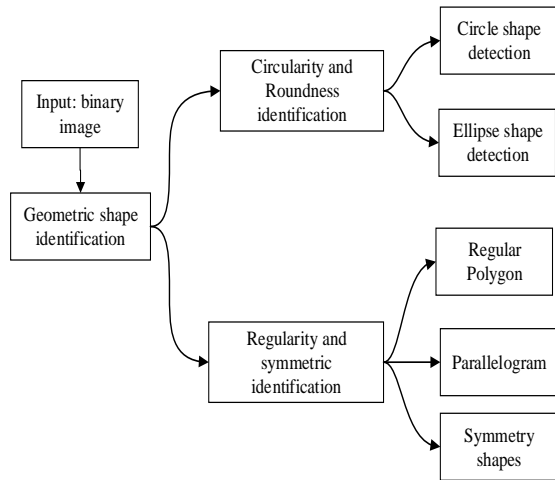 Input: binary
image
Geometric shape
identification
Circularity and
Roundness
identification
Circle shape
detection
Ellipse shape
detection
Regularity and
symmetric
identification
Regular
Polygon
Parallelogram
Symmetry
shapes